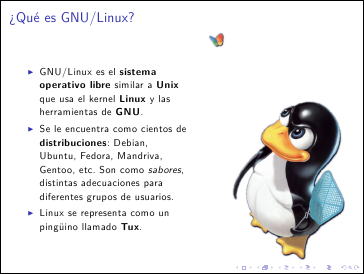 ¿Qué es GNU/Linux?
GNU/Linux es el sistema
operativo libre similar a Unix
que usa el kernel Linux y las
herramientas de GNU.
Se le encuentra como cientos de
distribuciones: Debian,
Ubuntu, Fedora, Mandriva,
Gentoo, etc. Son como sabores,
distintas adecuaciones para
diferentes grupos de usuarios.
Linux se representa como un
pingüino llamado Tux.